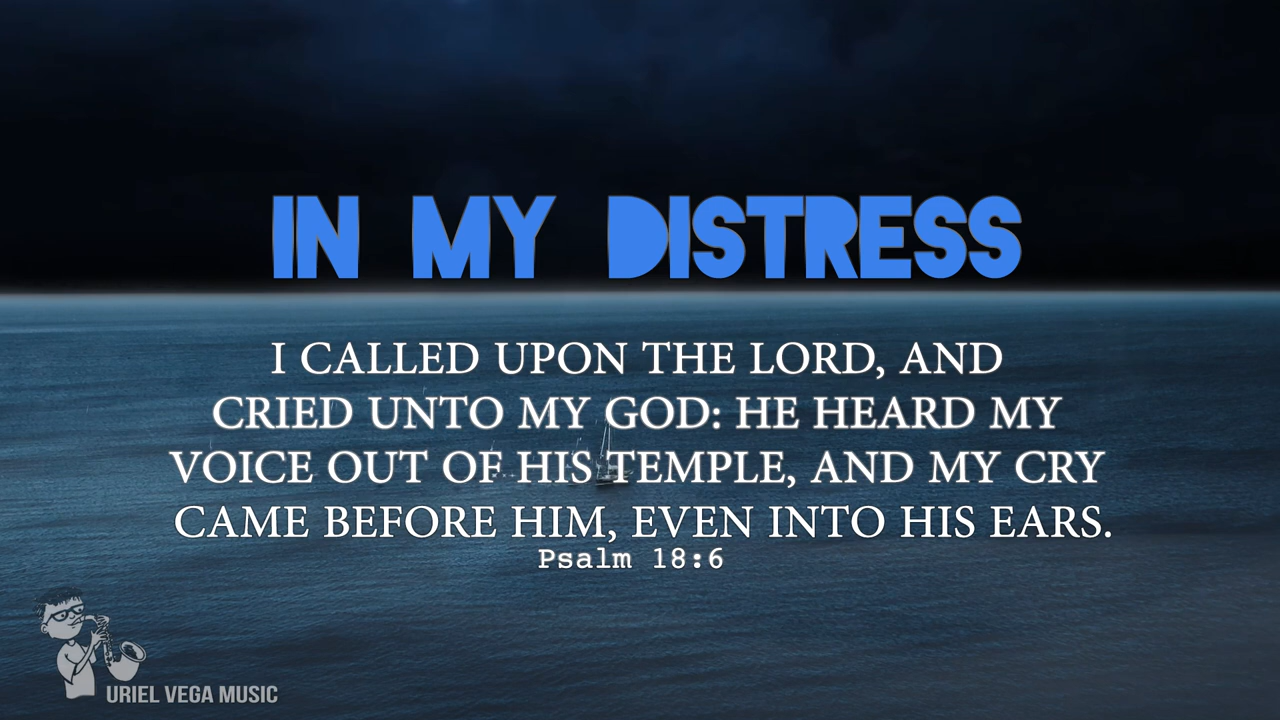 IN MY DISTRESS
I CALLED UPON THE LORD, AND
CRIED UNTO MY GOD: HE HEARD MY
VOICE OUT OF HIS TEMPLE, AND MY CRY
CAME BEFORE HIM, EVEN INTO HIS EARS.
Psalm 18:6
URIEL VEGA MUSIC